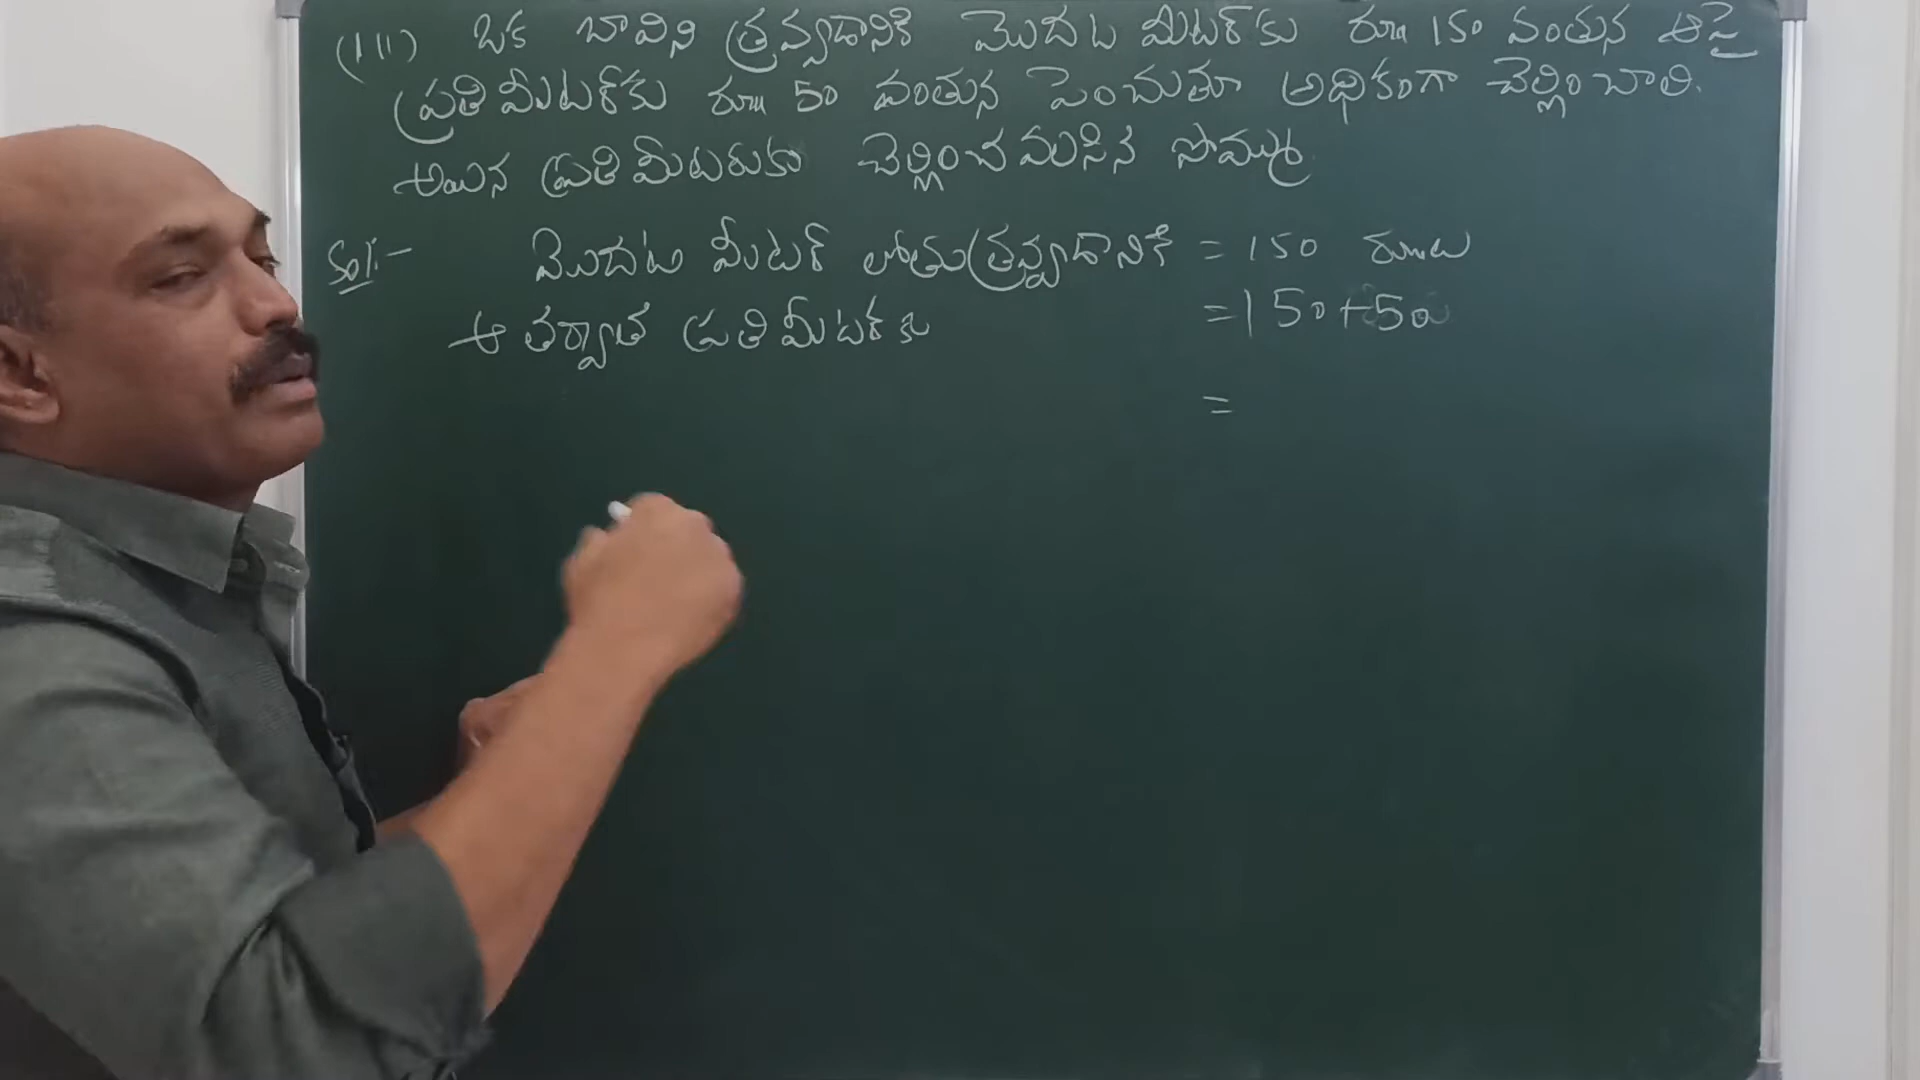 (iii) ఒక బావిని త్రవ్వడానికి మొదట మీటర్‌కు రూ॥ 150 వంతున ఆపై
ప్రతి మీటర్‌కు రూ॥ 50 వంతున పెంచుతూ అధికంగా చెల్లించాలి.
అయిన ప్రతి మీటరుకు చెల్లించవలసిన సొమ్ము
Sol:- మొదట మీటర్ లోతు త్రవ్వడానికి = 150 రూ॥లు
ఆ తర్వాత ప్రతి మీటర్ కు = 150 + 50
=